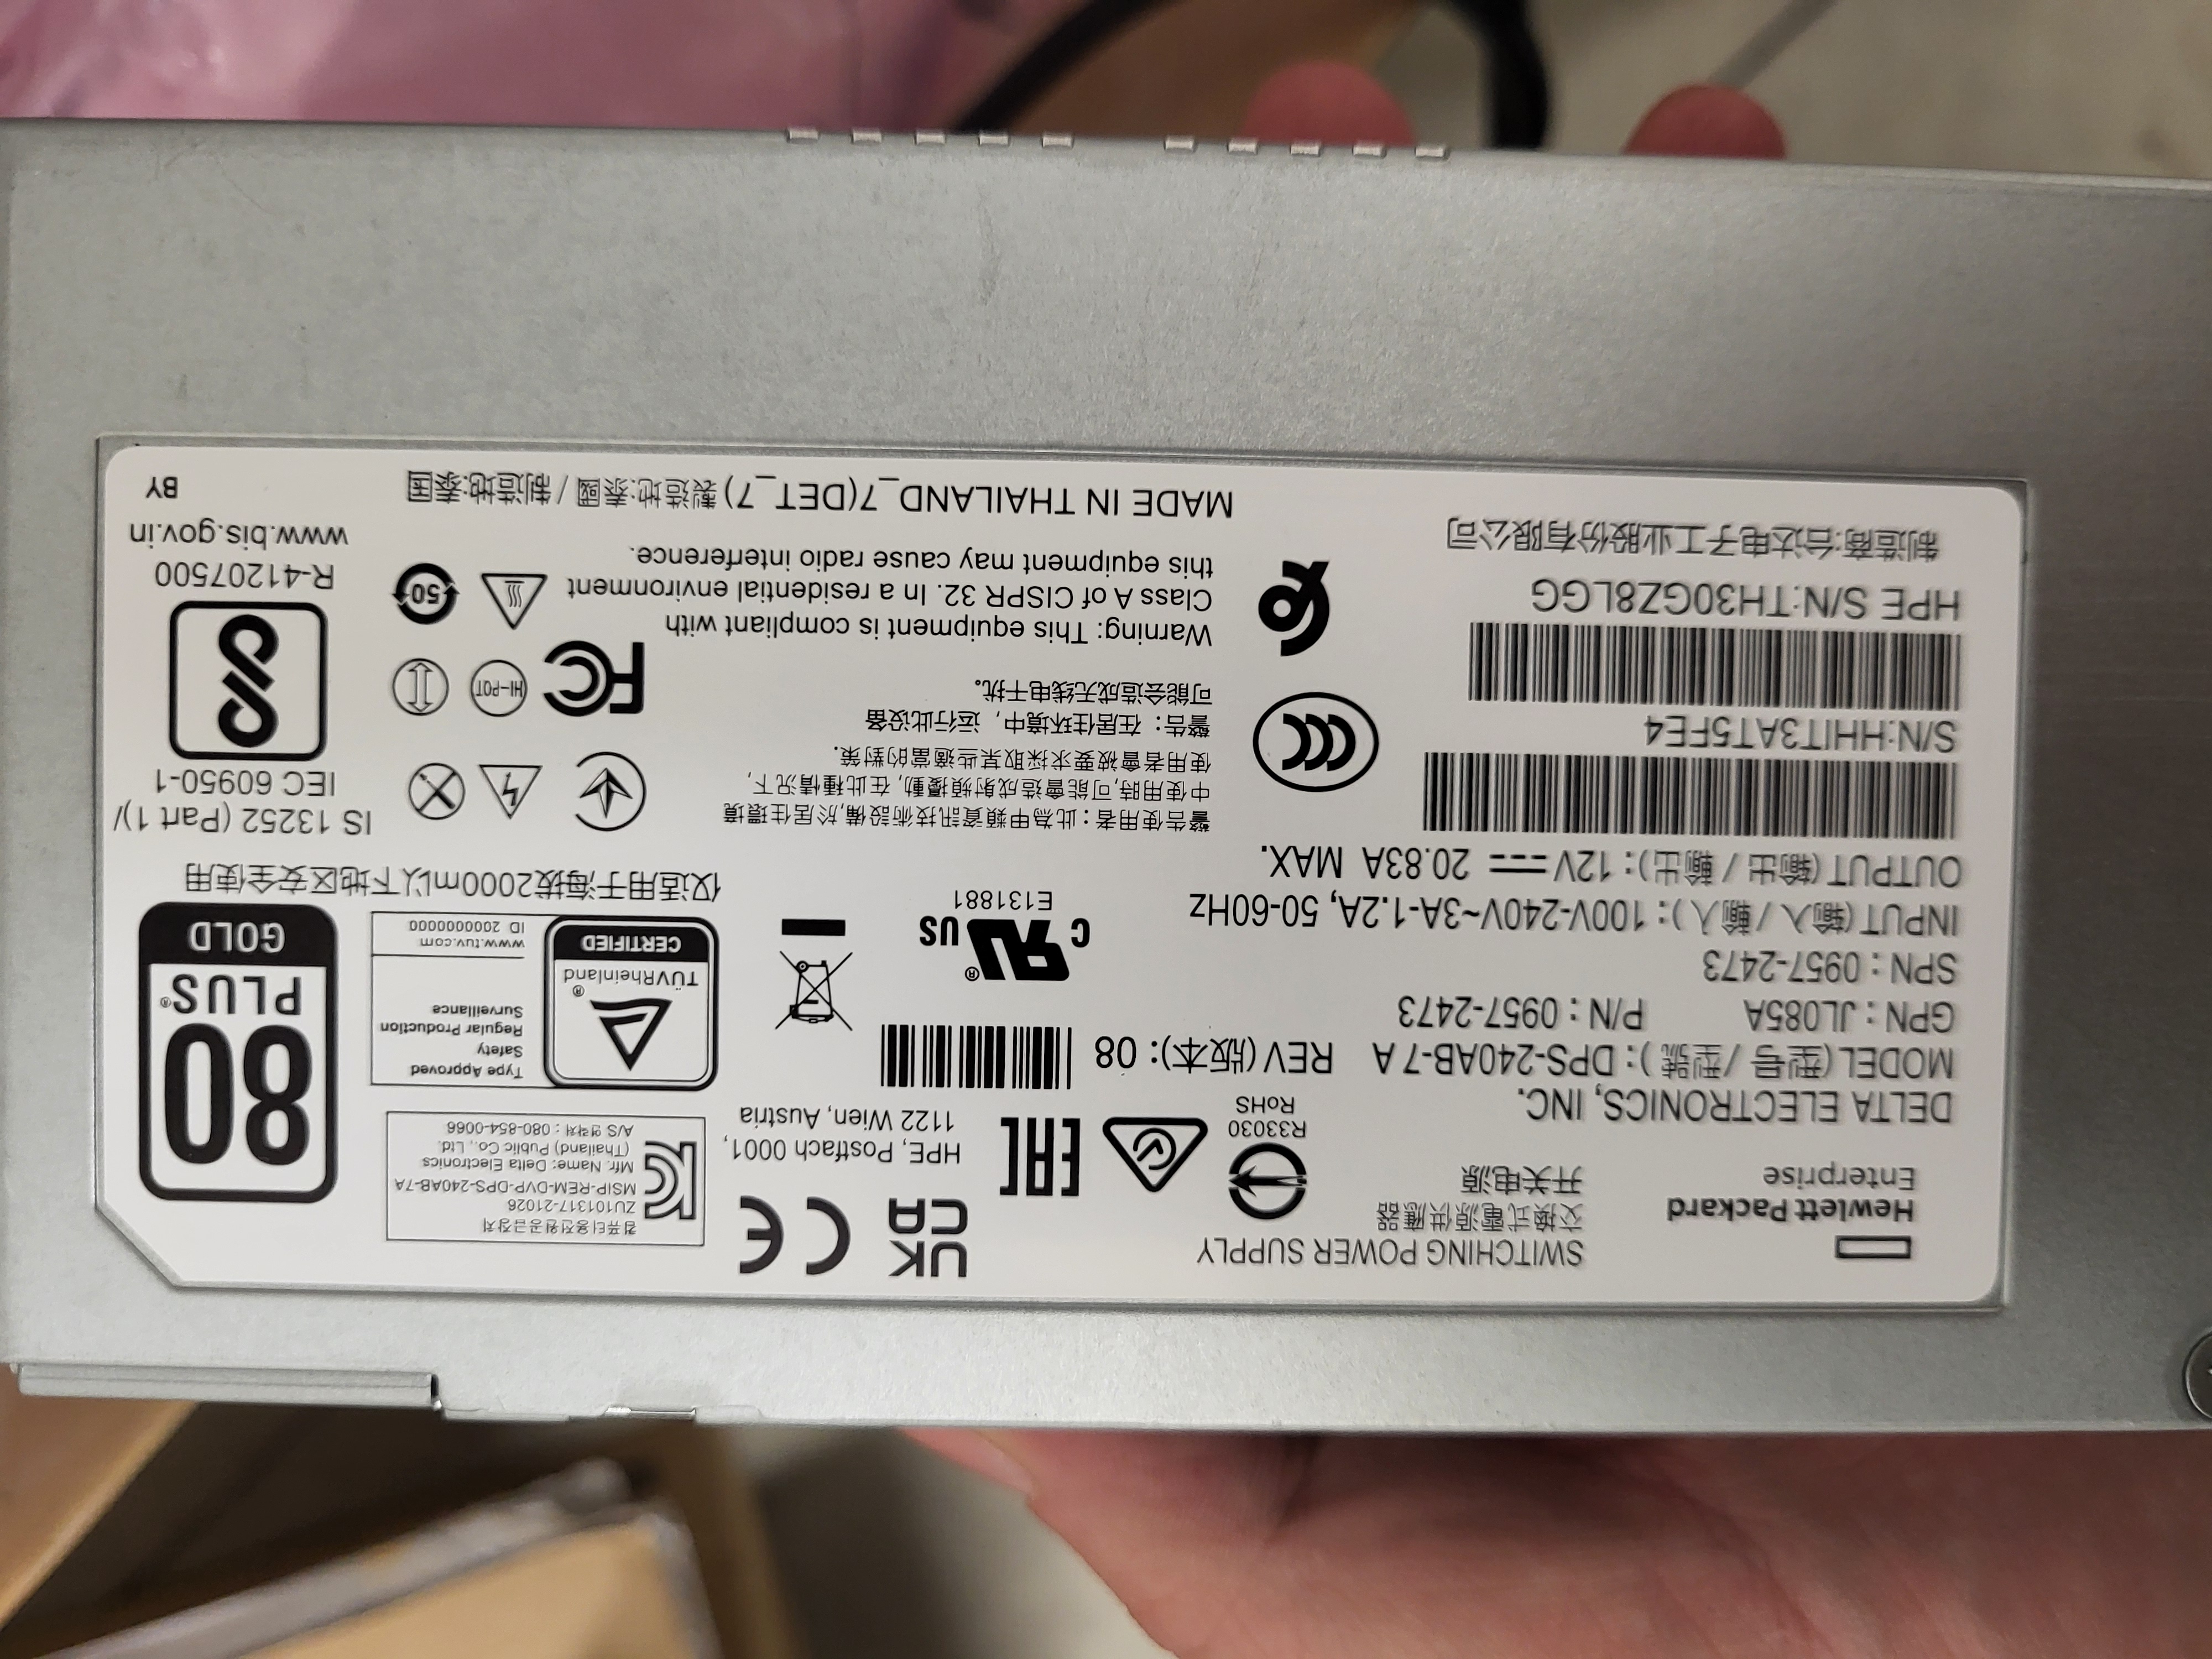 Hewlett Packard
Enterprise
SWITCHING POWER SUPPLY
交換式電源供應器
开关电源
DELTA ELECTRONICS, INC.
MODEL (型号 / 型號 ) : DPS-240AB-7 A REV (版本): 08
GPN : JL085A P/N : 0957-2473
SPN : 0957-2473
INPUT (输入 / 輸入 ) : 100V-240V~3A-1.2A, 50-60Hz
OUTPUT (输出 / 輸出) : 12V 20.83A MAX.
S/N:HHIT3AT5FE4
HPE S/N:TH30GZ8LGG
制造商:台达电子工业股份有限公司
R33030
RoHS
UK
CA
CE
EAC
HPE, Postfach 0001,
1122 Wien, Austria
c UR us
®
E131881
컴퓨터용전원공급장치
ZU101317-21026
MSIP-REM-DVP-DPS-240AB-7A
Mfr. Name: Delta Electronics
(Thailand) Public Co., Ltd.
A/S 연락처 : 080-854-0066
TÜVRheinland
®
CERTIFIED
Type Approved
Safety
Regular Production
Surveillance
www.tuv.com
ID 2000000000
80
PLUS®
GOLD
仅适用于海拔2000m以下地区安全使用
警告使用者 : 此為甲類資訊技術設備,於居住環境
中使用時,可能會造成射頻擾動, 在此種情況下,
使用者會被要求採取某些適當的對策.
警告 : 在居住环境中, 运行此设备
可能会造成无线电干扰。
Warning: This equipment is compliant with
Class A of CISPR 32. In a residential environment
this equipment may cause radio interference.
CCC
FC
HI-POT
50
IS 13252 (Part 1)/
IEC 60950-1
R-41207500
www.bis.gov.in
MADE IN THAILAND_7(DET_7) 製造地:泰國 / 制造地:泰国
BY